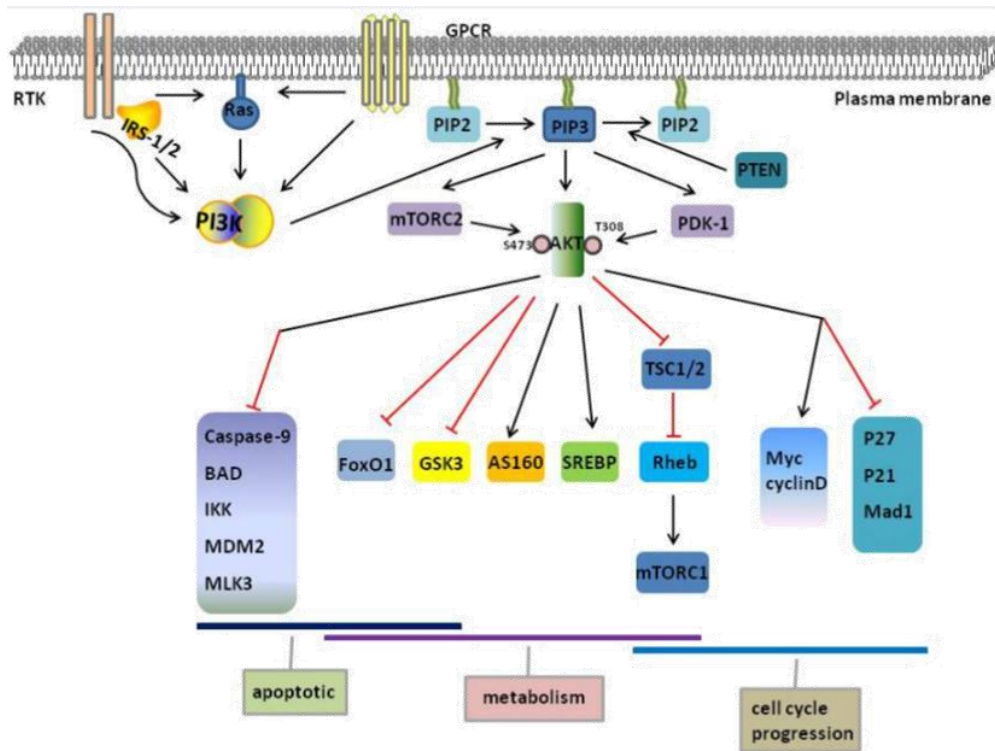 GPCR
RTK
Ras
Plasma membrane
IRS-1/2
PIP2
PIP3
PIP2
PTEN
PI3K
mTORC2
PDK-1
S473
AKT
T308
TSC1/2
Caspase-9
BAD
IKK
MDM2
MLK3
FoxO1
GSK3
AS160
SREBP
Rheb
Myc
cyclinD
P27
P21
Mad1
mTORC1
apoptotic
metabolism
cell cycle
progression